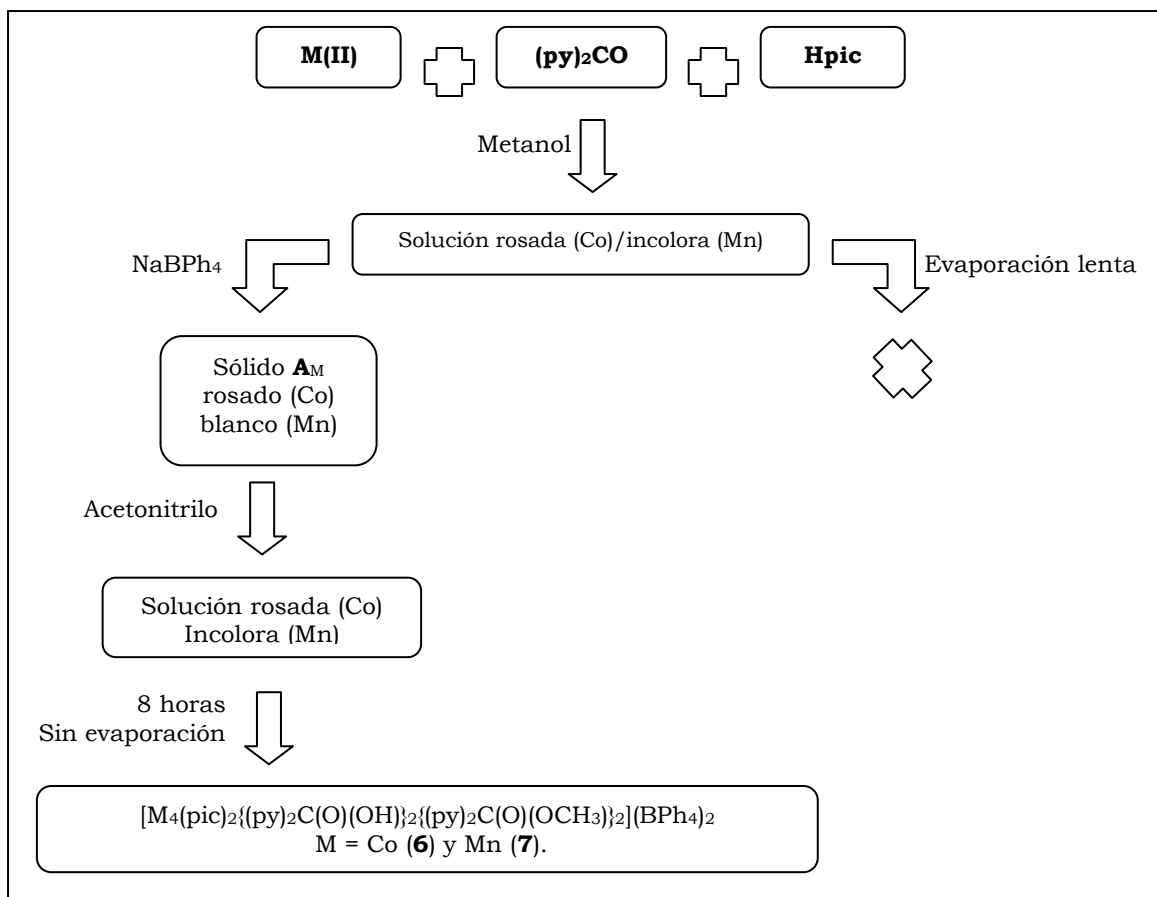 M(II)
(py)₂CO
Hpic
Metanol
Solución rosada (Co)/incolora (Mn)
NaBPh₄
Evaporación lenta
Sólido A_M
rosado (Co)
blanco (Mn)
Acetonitrilo
Solución rosada (Co)
Incolora (Mn)
8 horas
Sin evaporación
[M₄(pic)₂{(py)₂C(O)(OH)}₂{(py)₂C(O)(OCH₃)}₂](BPh₄)₂
M = Co (6) y Mn (7).